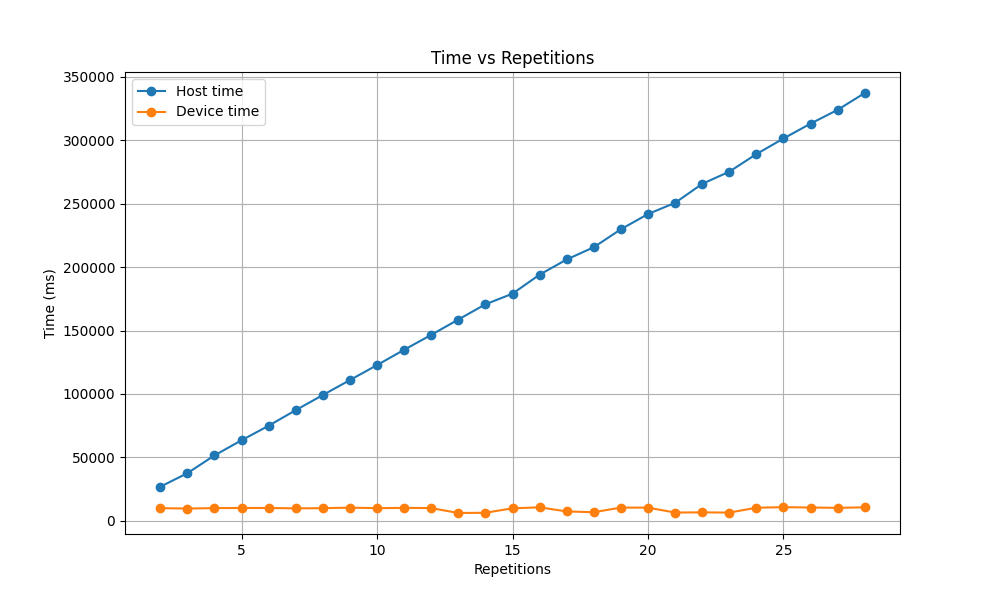 Time vs Repetitions
Host time
Device time
Time (ms)
350000
300000
250000
200000
150000
100000
50000
0
5
10
15
20
25
Repetitions